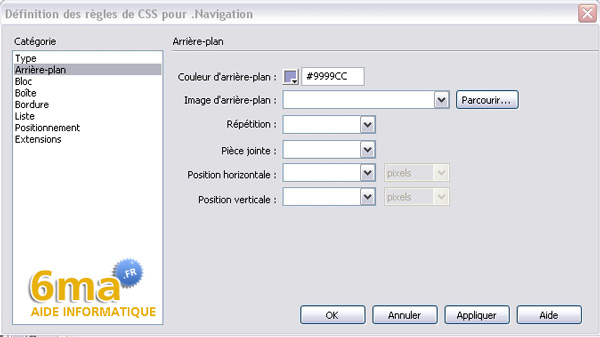 Définition des règles de CSS pour .Navigation
Catégorie
Type
Arrière-plan
Bloc
Boîte
Bordure
Liste
Positionnement
Extensions
Arrière-plan
Couleur d'arrière-plan : #9999CC
Image d'arrière-plan : Parcourir...
Répétition :
Pièce jointe :
Position horizontale : pixels
Position verticale : pixels
6ma .FR
AIDE INFORMATIQUE
OK Annuler Appliquer Aide